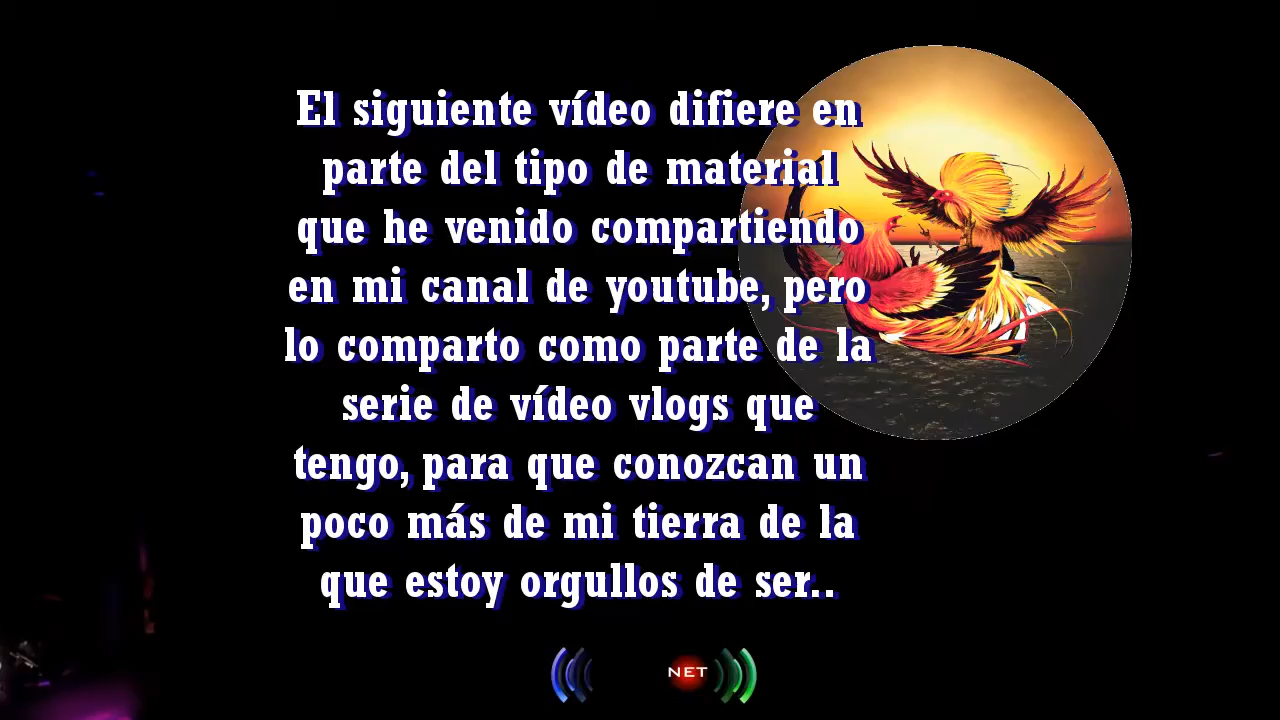 El siguiente vídeo difiere en
parte del tipo de material
que he venido compartiendo
en mi canal de youtube, pero
lo comparto como parte de la
serie de vídeo vlogs que
tengo, para que conozcan un
poco más de mi tierra de la
que estoy orgullos de ser..
NET